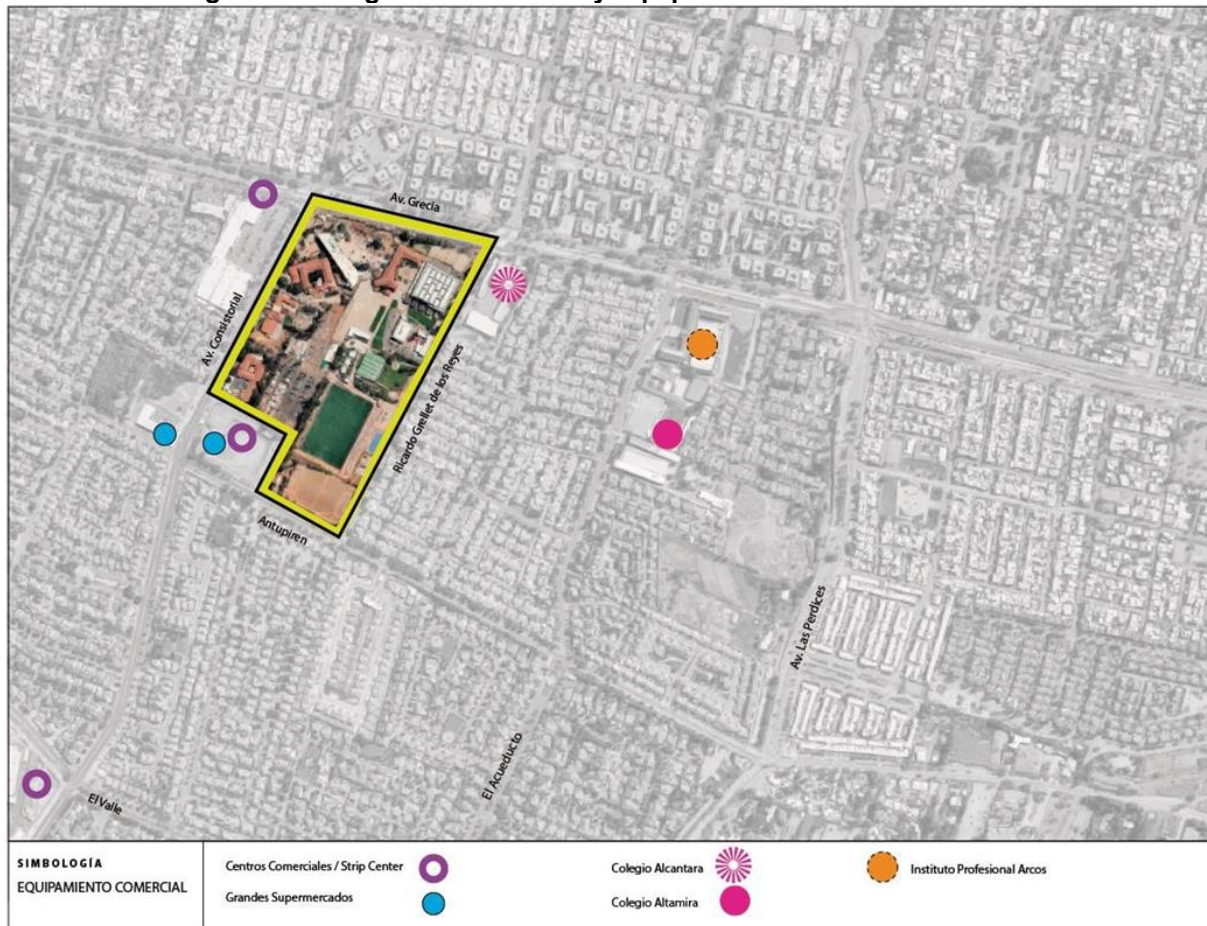 Av. Grecia
Av. Consistorial
Ricardo Grellet de los Reyes
Antupiren
Av. Las Perdices
El Acueducto
El Valle
SIMBOLOGÍA
EQUIPAMIENTO COMERCIAL
Centros Comerciales / Strip Center
Grandes Supermercados
Colegio Alcantara
Colegio Altamira
Instituto Profesional Arcos